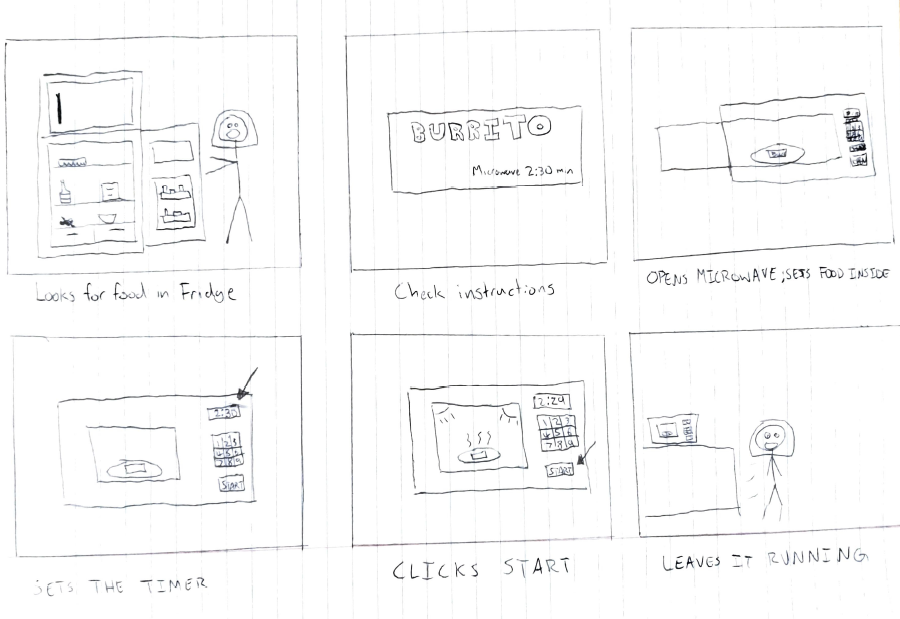 BURRITO
Microwave 2:30 min
Looks for food in Fridge
Check instructions
OPENS MICROWAVE; SETS FOOD INSIDE
2:30
1 2 3
4 5 6
7 8 9
START
2:29
1 2 3
4 5 6
7 8 9
START
SETS THE TIMER
CLICKS START
LEAVES IT RUNNING